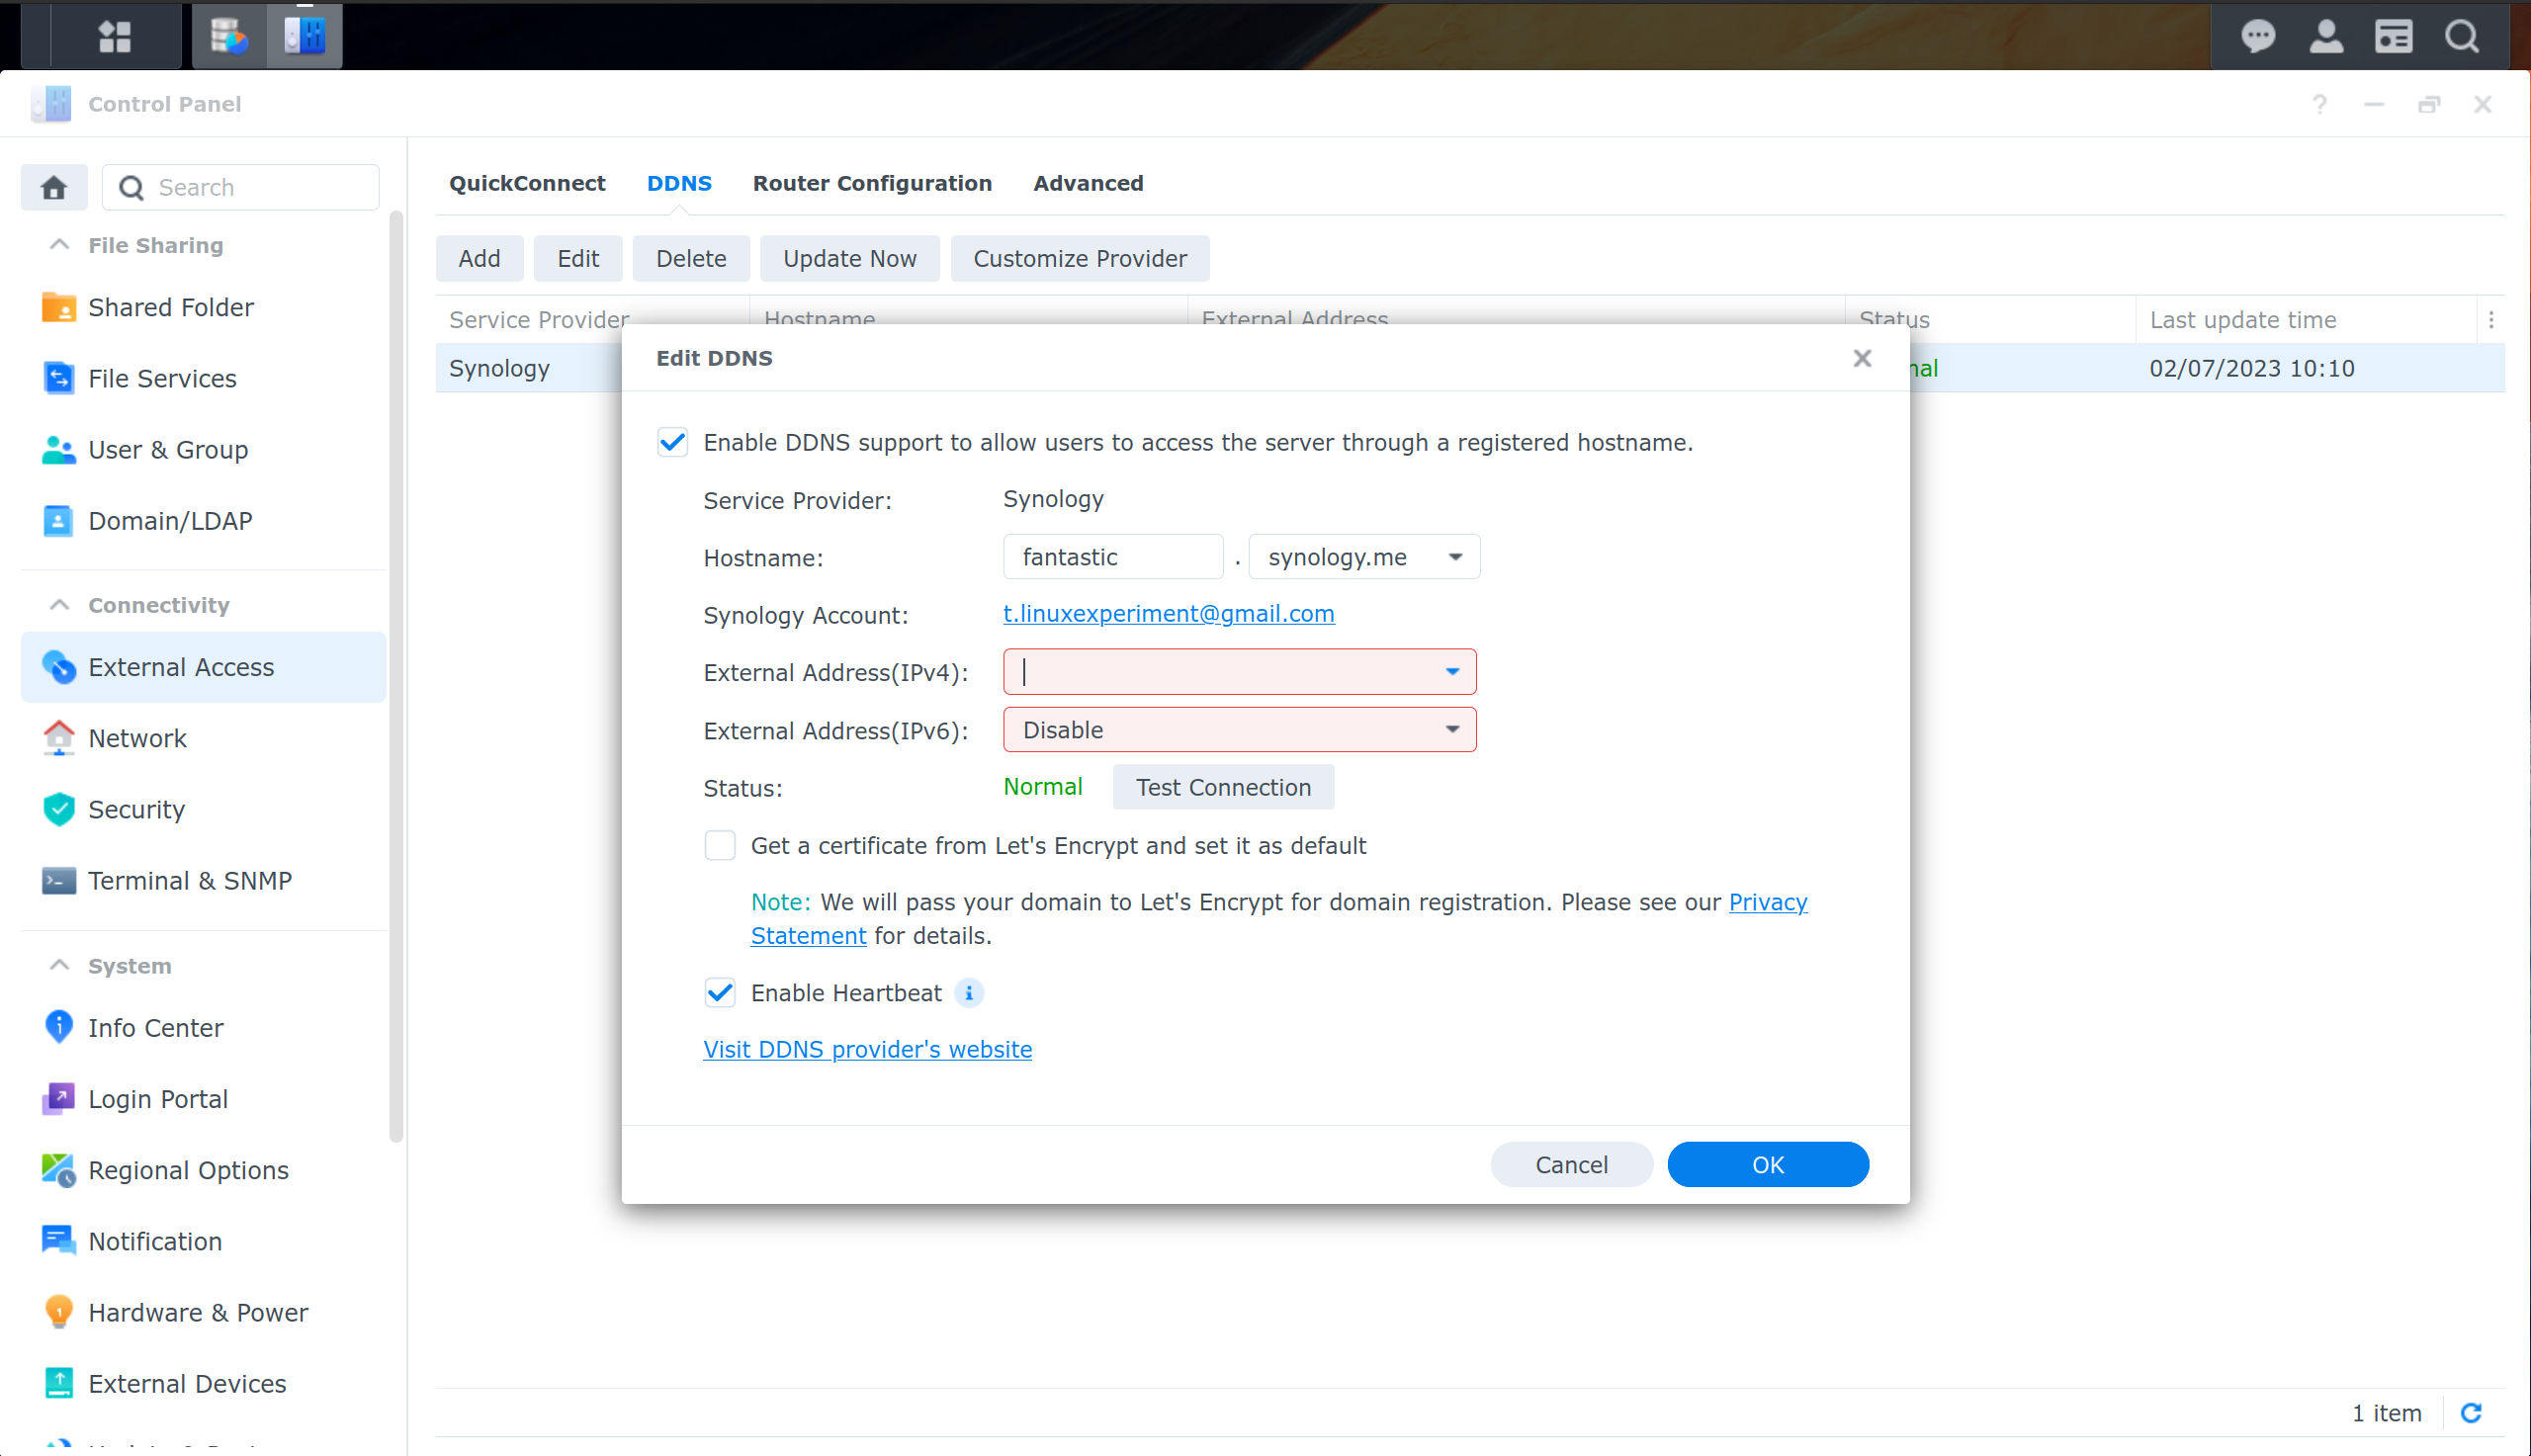 Control Panel
Search
File Sharing
Shared Folder
File Services
User & Group
Domain/LDAP
Connectivity
External Access
Network
Security
Terminal & SNMP
System
Info Center
Login Portal
Regional Options
Notification
Hardware & Power
External Devices
QuickConnect DDNS Router Configuration Advanced
Add Edit Delete Update Now Customize Provider
Service Provider Hostname External Address Status Last update time
Synology nal 02/07/2023 10:10
Edit DDNS
Enable DDNS support to allow users to access the server through a registered hostname.
Service Provider: Synology
Hostname: fantastic . synology.me
Synology Account: t.linuxexperiment@gmail.com
External Address(IPv4):
External Address(IPv6): Disable
Status: Normal Test Connection
Get a certificate from Let's Encrypt and set it as default
Note: We will pass your domain to Let's Encrypt for domain registration. Please see our Privacy
Statement for details.
Enable Heartbeat
Visit DDNS provider's website
Cancel OK
1 item